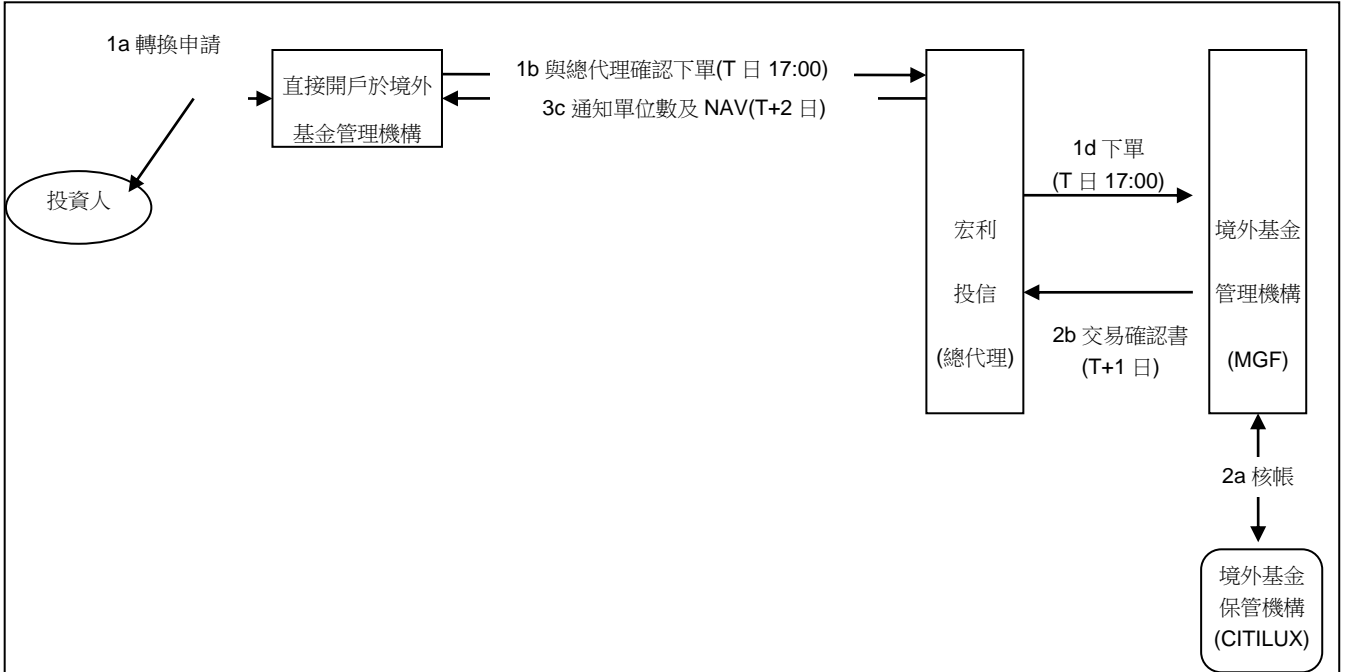 1a 轉換申請
直接開戶於境外
基金管理機構
1b 與總代理確認下單(T 日 17:00)
3c 通知單位數及 NAV(T+2 日)
投資人
1d 下單
(T 日 17:00)
宏利
投信
(總代理)
境外基金
管理機構
(MGF)
2b 交易確認書
(T+1 日)
2a 核帳
境外基金
保管機構
(CITILUX)